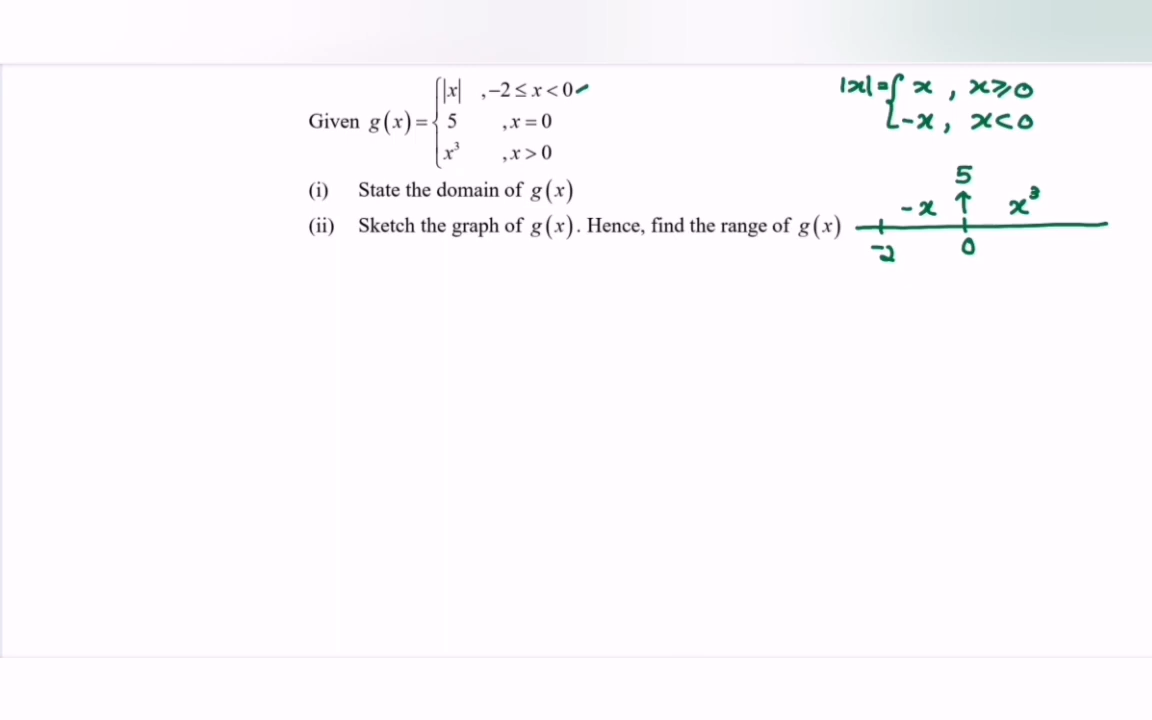 Given g(x) = { |x| , −2 ≤ x < 0
5 , x = 0
x³ , x > 0
(i) State the domain of g(x)
(ii) Sketch the graph of g(x). Hence, find the range of g(x)
|x| = { x , x ≥ 0
-x , x < 0
5
-x ↑ x³
-2 0